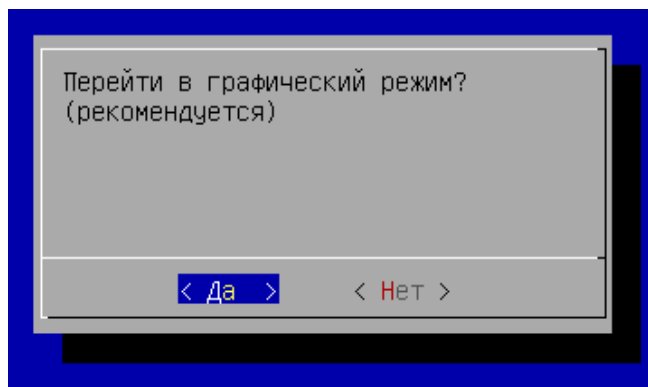 Перейти в графический режим?
(рекомендуется)
< Да > < Нет >